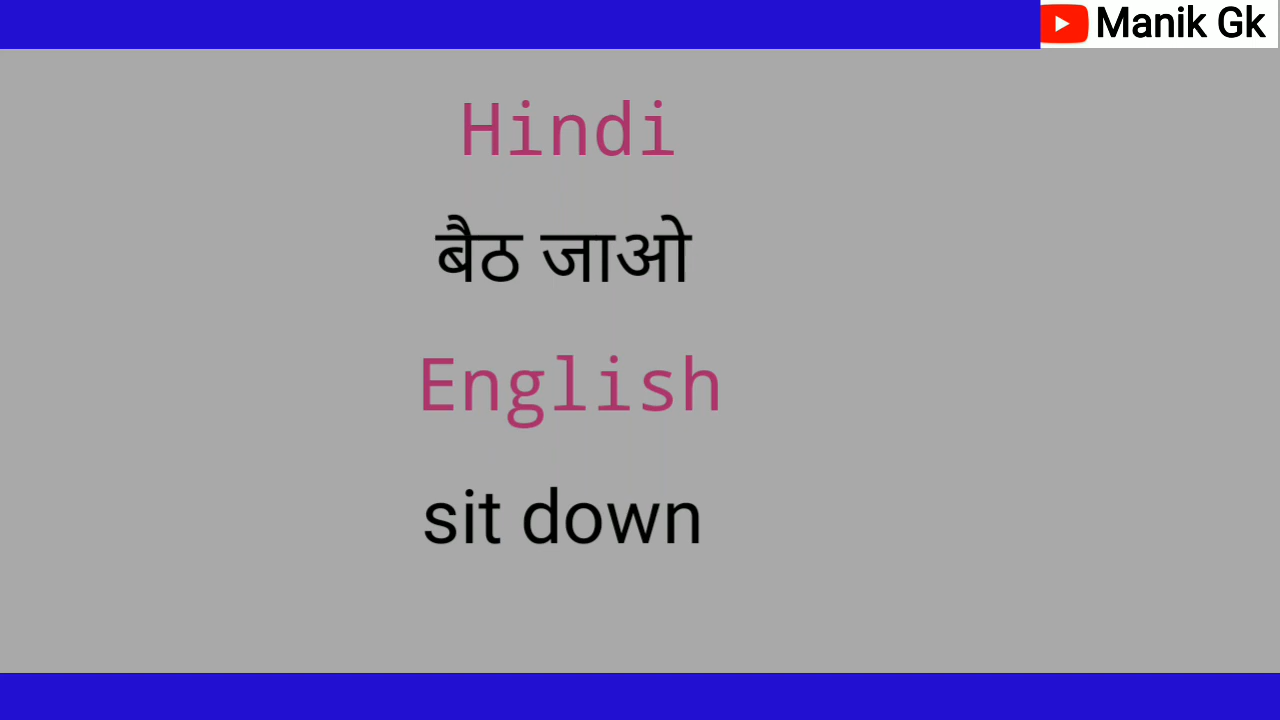 Manik Gk
Hindi
बैठ जाओ
English
sit down